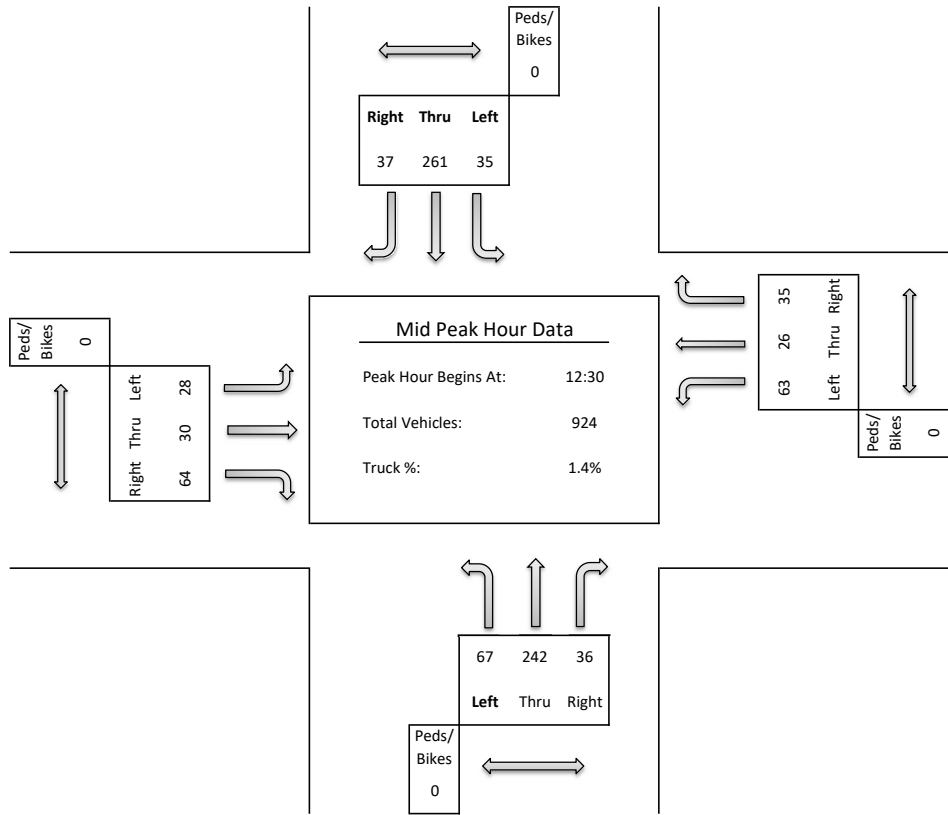 Peds/
Bikes
0
Right Thru Left
37 261 35
35 Right
26 Thru
63 Left
Peds/
Bikes
0
Peds/
Bikes
0
Left 28
Thru 30
Right 64
Mid Peak Hour Data
Peak Hour Begins At: 12:30
Total Vehicles: 924
Truck %: 1.4%
67 242 36
Left Thru Right
Peds/
Bikes
0